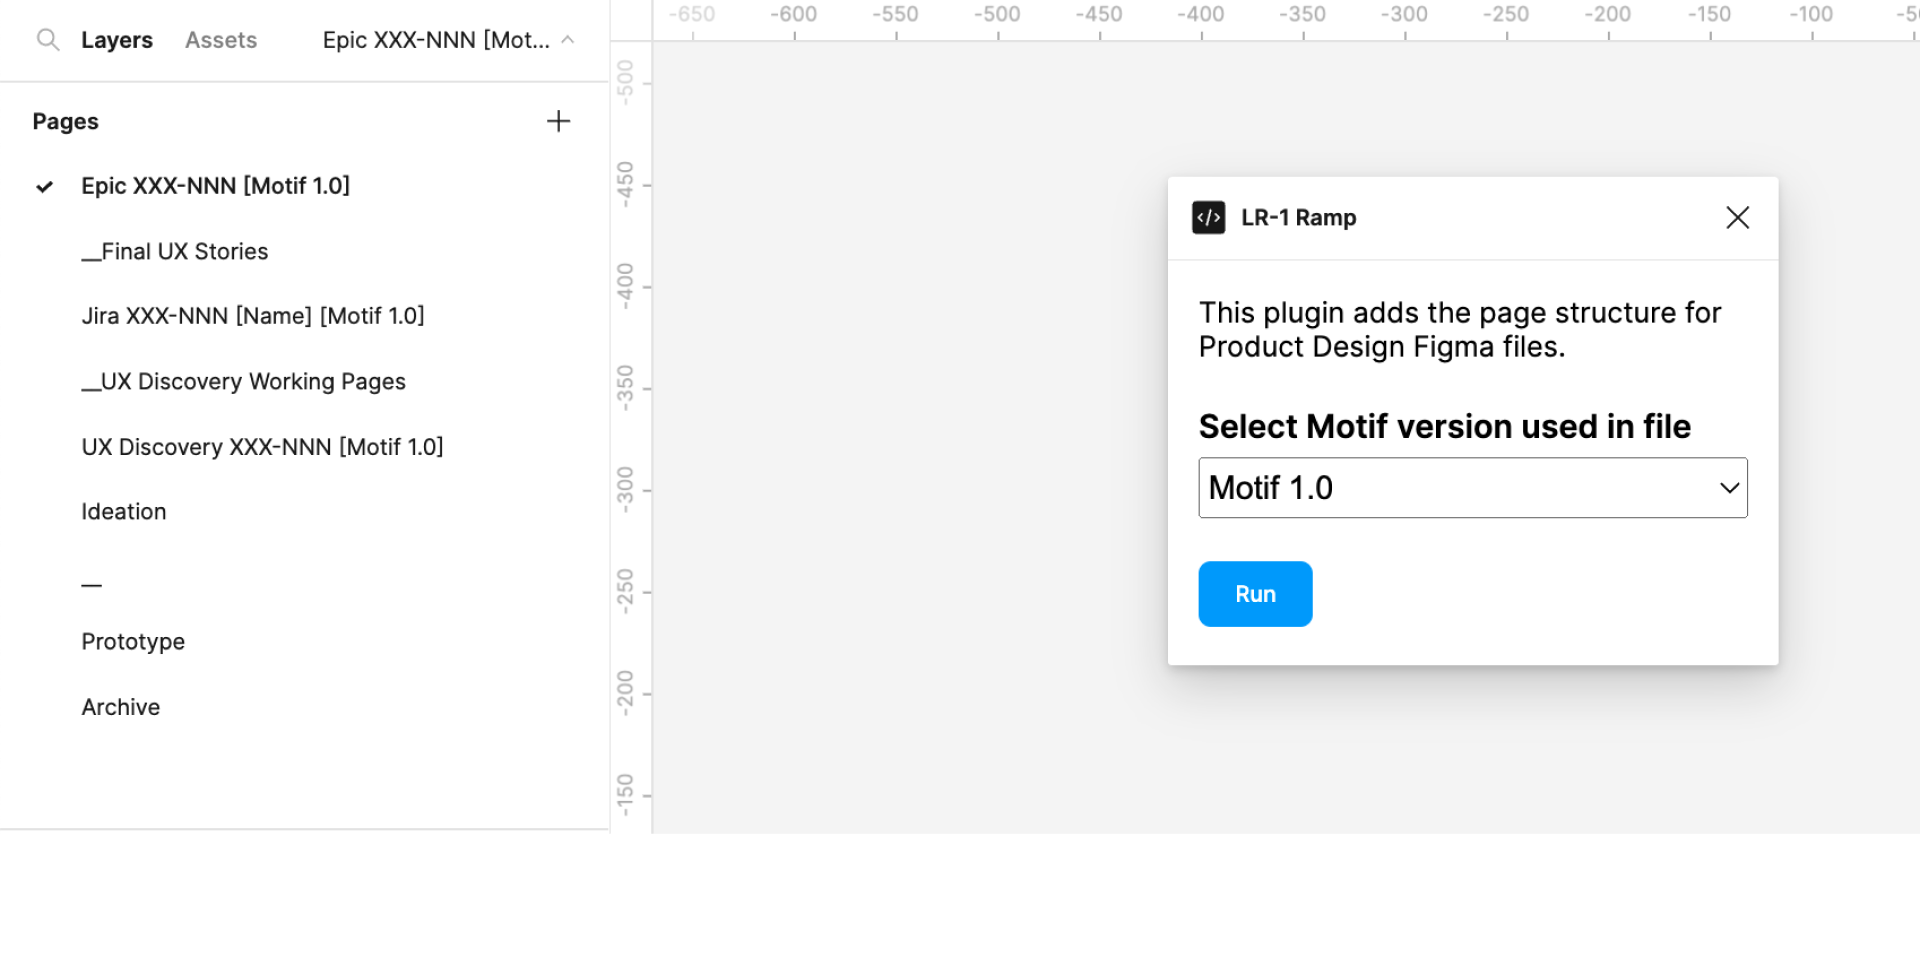 Layers Assets Epic XXX-NNN [Mot...
Pages
Epic XXX-NNN [Motif 1.0]
__Final UX Stories
Jira XXX-NNN [Name] [Motif 1.0]
__UX Discovery Working Pages
UX Discovery XXX-NNN [Motif 1.0]
Ideation
__
Prototype
Archive
-650 -600 -550 -500 -450 -400 -350 -300 -250 -200 -150 -100
-500
-450
-400
-350
-300
-250
-200
-150
</> LR-1 Ramp
This plugin adds the page structure for
Product Design Figma files.
Select Motif version used in file
Motif 1.0
Run